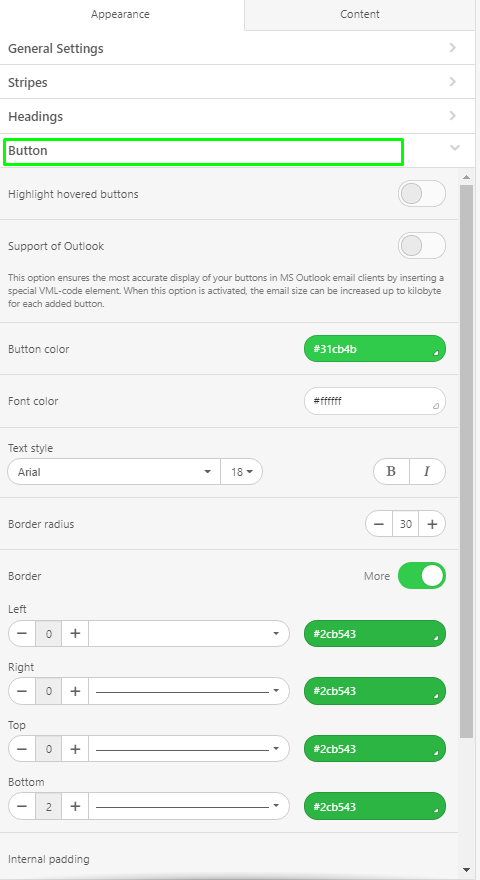 Appearance Content
General Settings
Stripes
Headings
Button
Highlight hovered buttons
Support of Outlook
This option ensures the most accurate display of your buttons in MS Outlook email clients by inserting a
special VML-code element. When this option is activated, the email size can be increased up to kilobyte
for each added button.
Button color #31cb4b
Font color #ffffff
Text style
Arial 18 B I
Border radius − 30 +
Border More
Left
− 0 + #2cb543
Right
− 0 + #2cb543
Top
− 0 + #2cb543
Bottom
− 2 + #2cb543
Internal padding